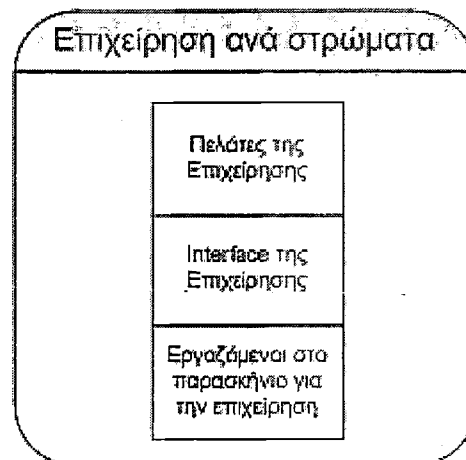 Επιχείρηση ανά στρώματα
Πελάτες της
Επιχείρησης
Interface της
Επιχείρησης
Εργαζόμενοι στο
παρασκήνιο για
την επιχείρηση